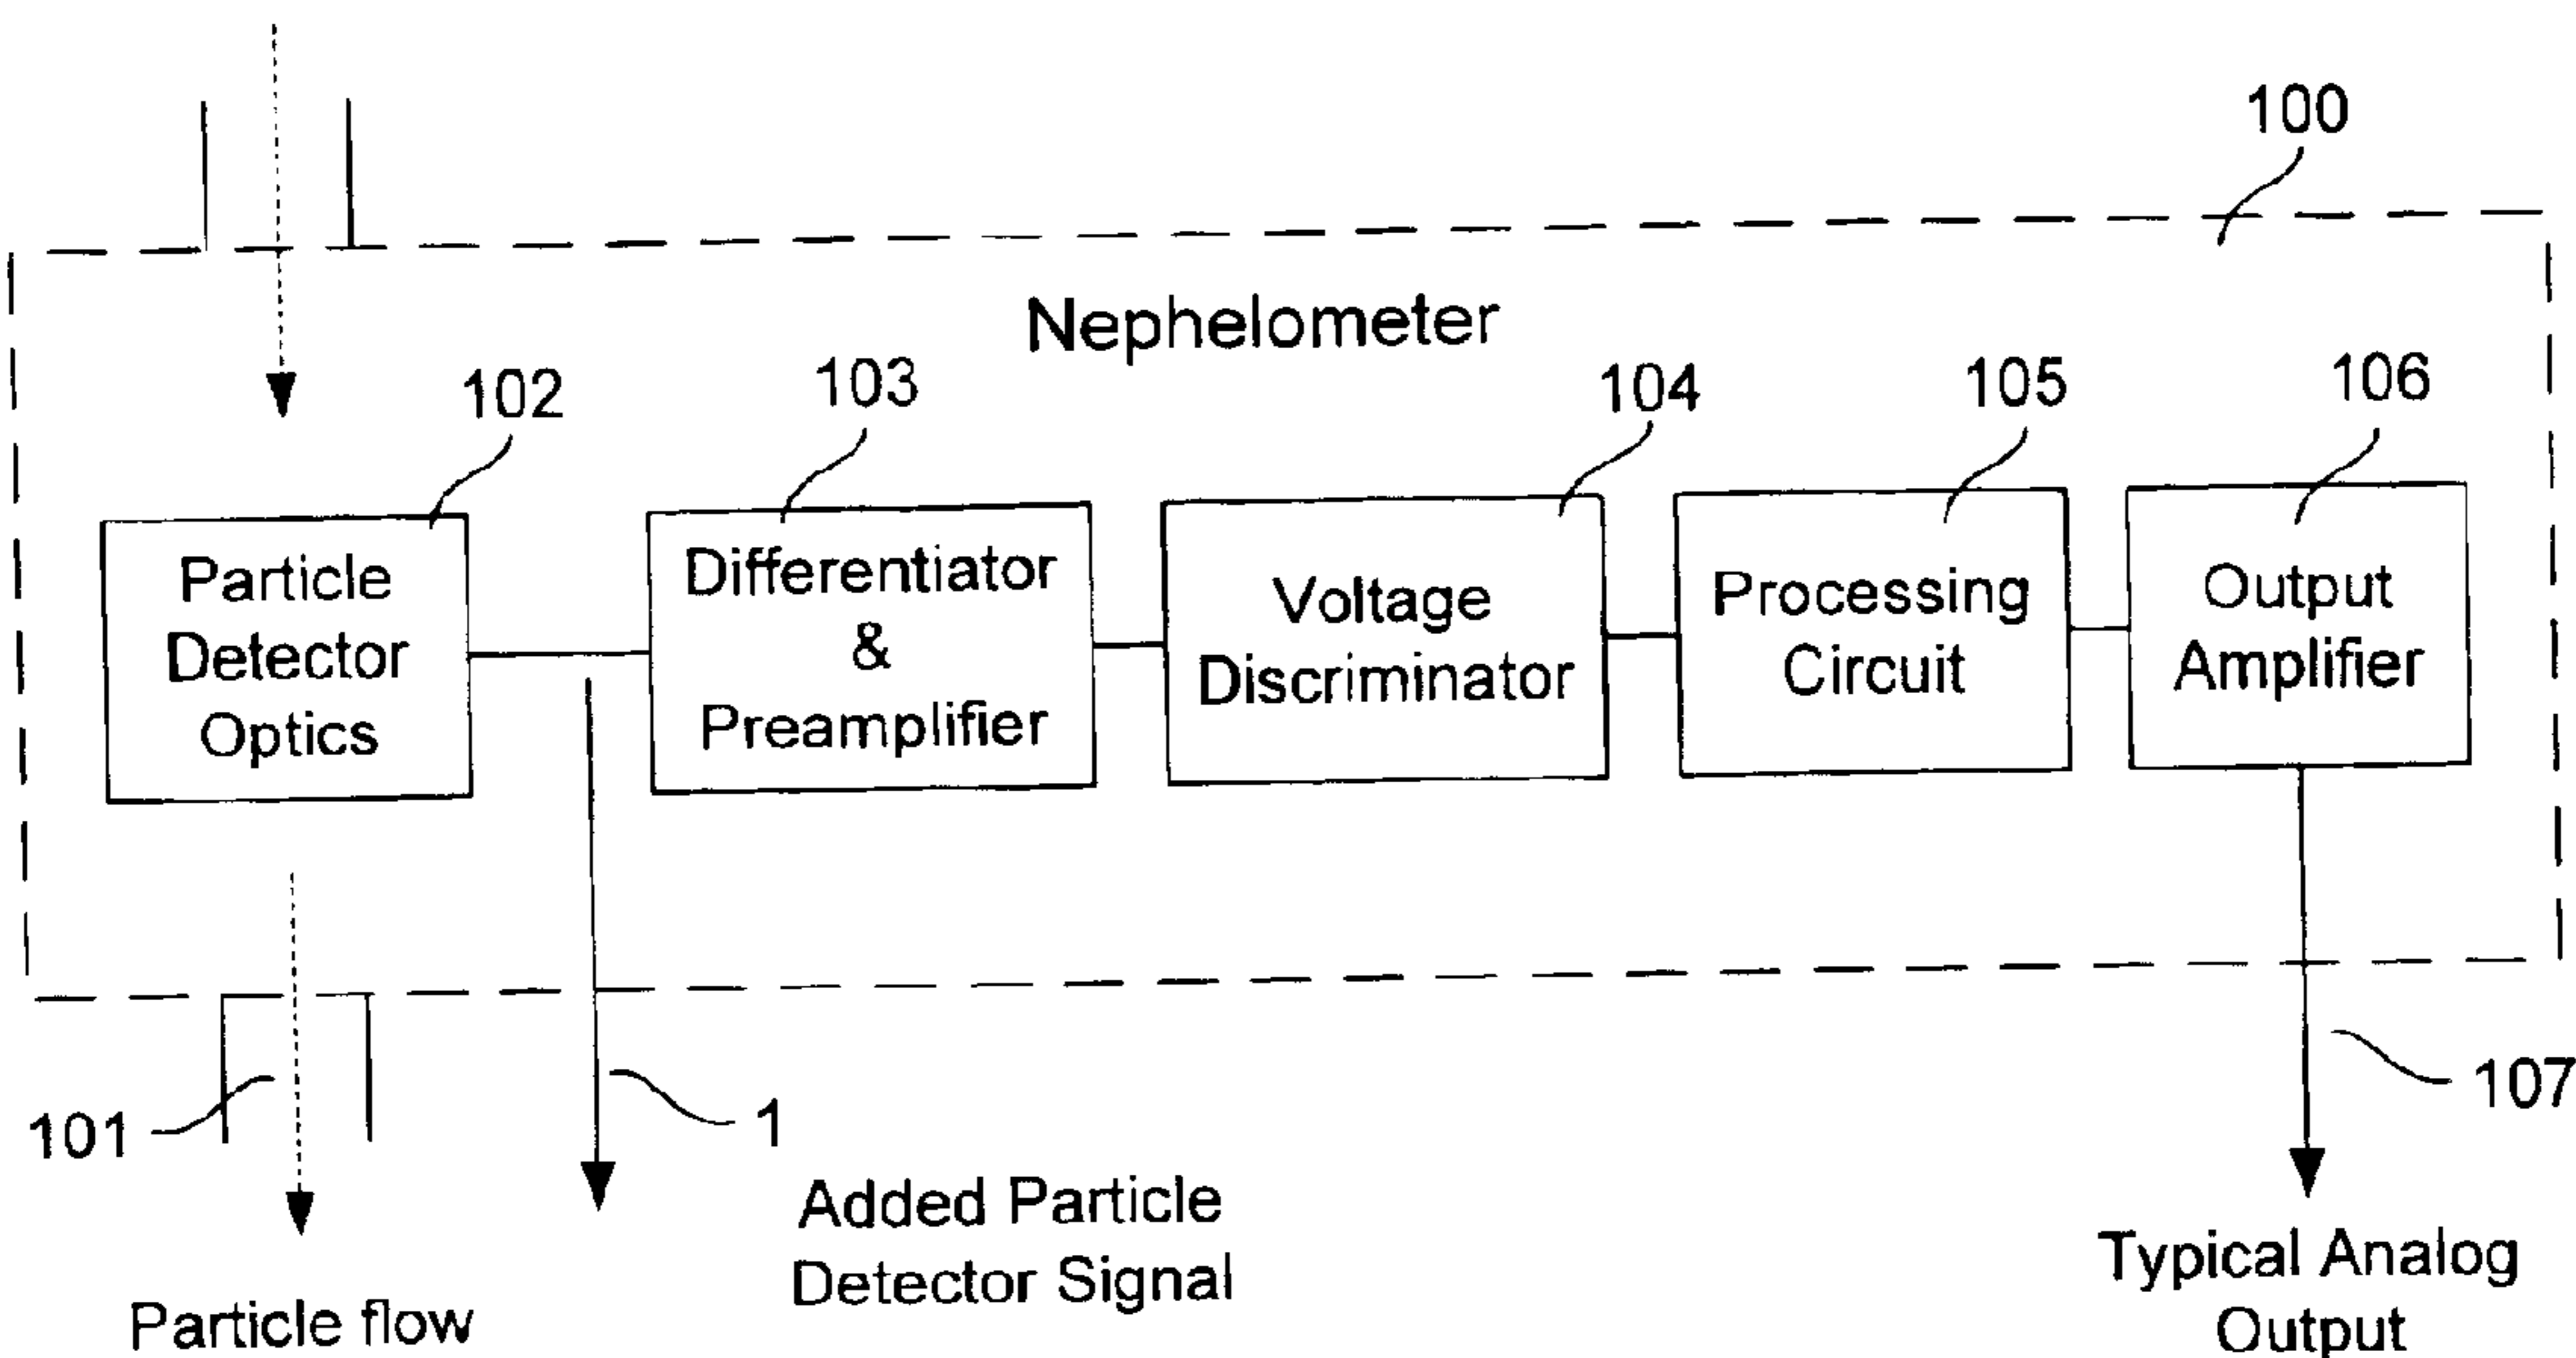 100
Nephelometer
102
103
104
105
106
Particle
Detector
Optics
Differentiator
&
Preamplifier
Voltage
Discriminator
Processing
Circuit
Output
Amplifier
101
1
107
Particle flow
Added Particle
Detector Signal
Typical Analog
Output